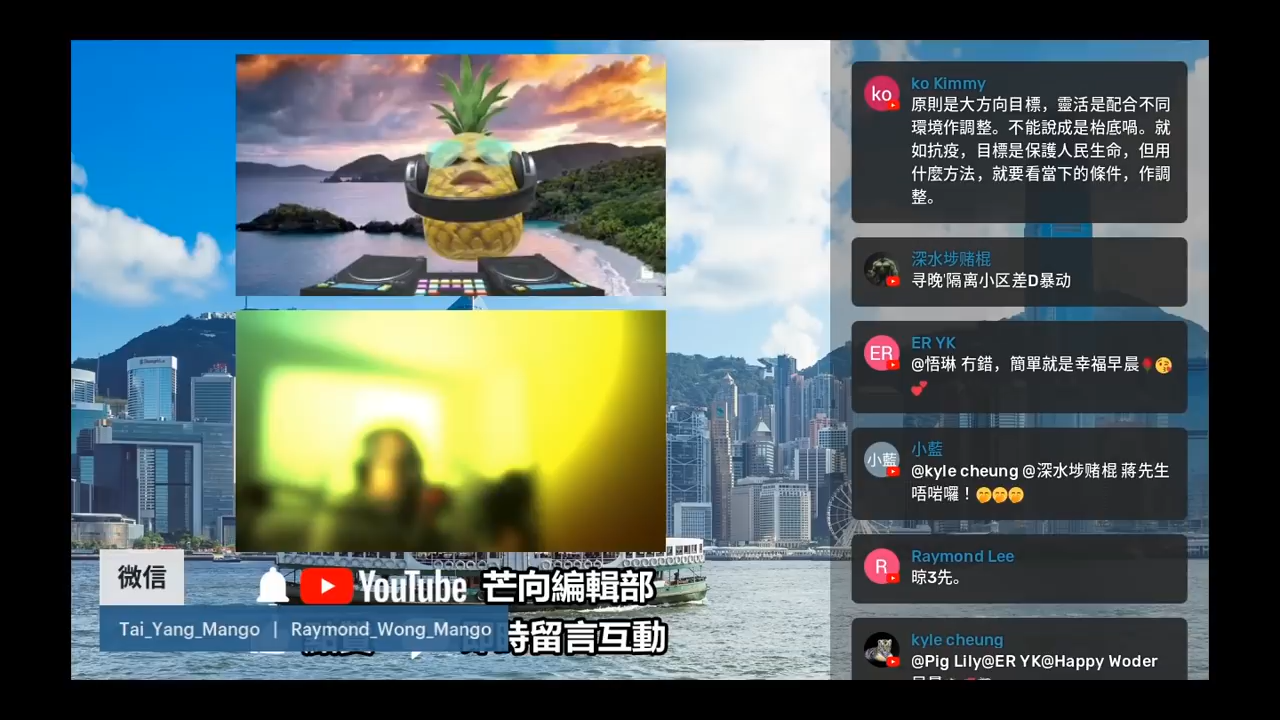 ko Kimmy
原則是大方向目標，靈活是配合不同
環境作調整。不能說成是枱底喎。就
如抗疫，目標是保護人民生命，但用
什麼方法，就要看當下的條件，作調
整。
深水埗赌棍
寻晚'隔离小区差D暴动
ER YK
@悟琳 冇錯，簡單就是幸福早晨🌹😘
💕
小藍
@kyle cheung @深水埗赌棍 蔣先生
唔啱囉！🤭🤭🤭
Raymond Lee
晾3先。
kyle cheung
@Pig Lily@ER YK@Happy Woder
ko
ER
小藍
R
微信
Tai_Yang_Mango | Raymond_Wong_Mango
YouTube 芒向編輯部
時留言互動